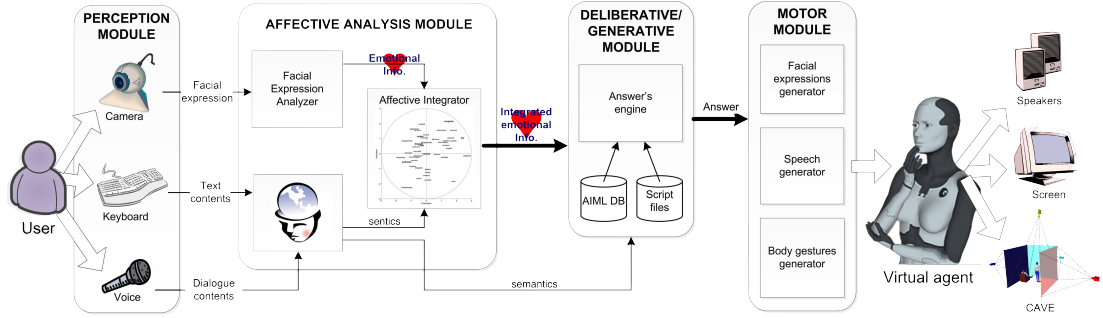 PERCEPTION
MODULE
Camera
Keyboard
Voice
User
Facial
expression
Text
contents
Dialogue
contents
AFFECTIVE ANALYSIS MODULE
Facial
Expression
Analyzer
Emotional
Info.
Affective Integrator
sentics
semantics
Integrated
emotional
Info.
DELIBERATIVE/
GENERATIVE
MODULE
Answer's
engine
AIML DB
Script
files
Answer
MOTOR
MODULE
Facial
expressions
generator
Speech
generator
Body gestures
generator
Virtual agent
Speakers
Screen
CAVE